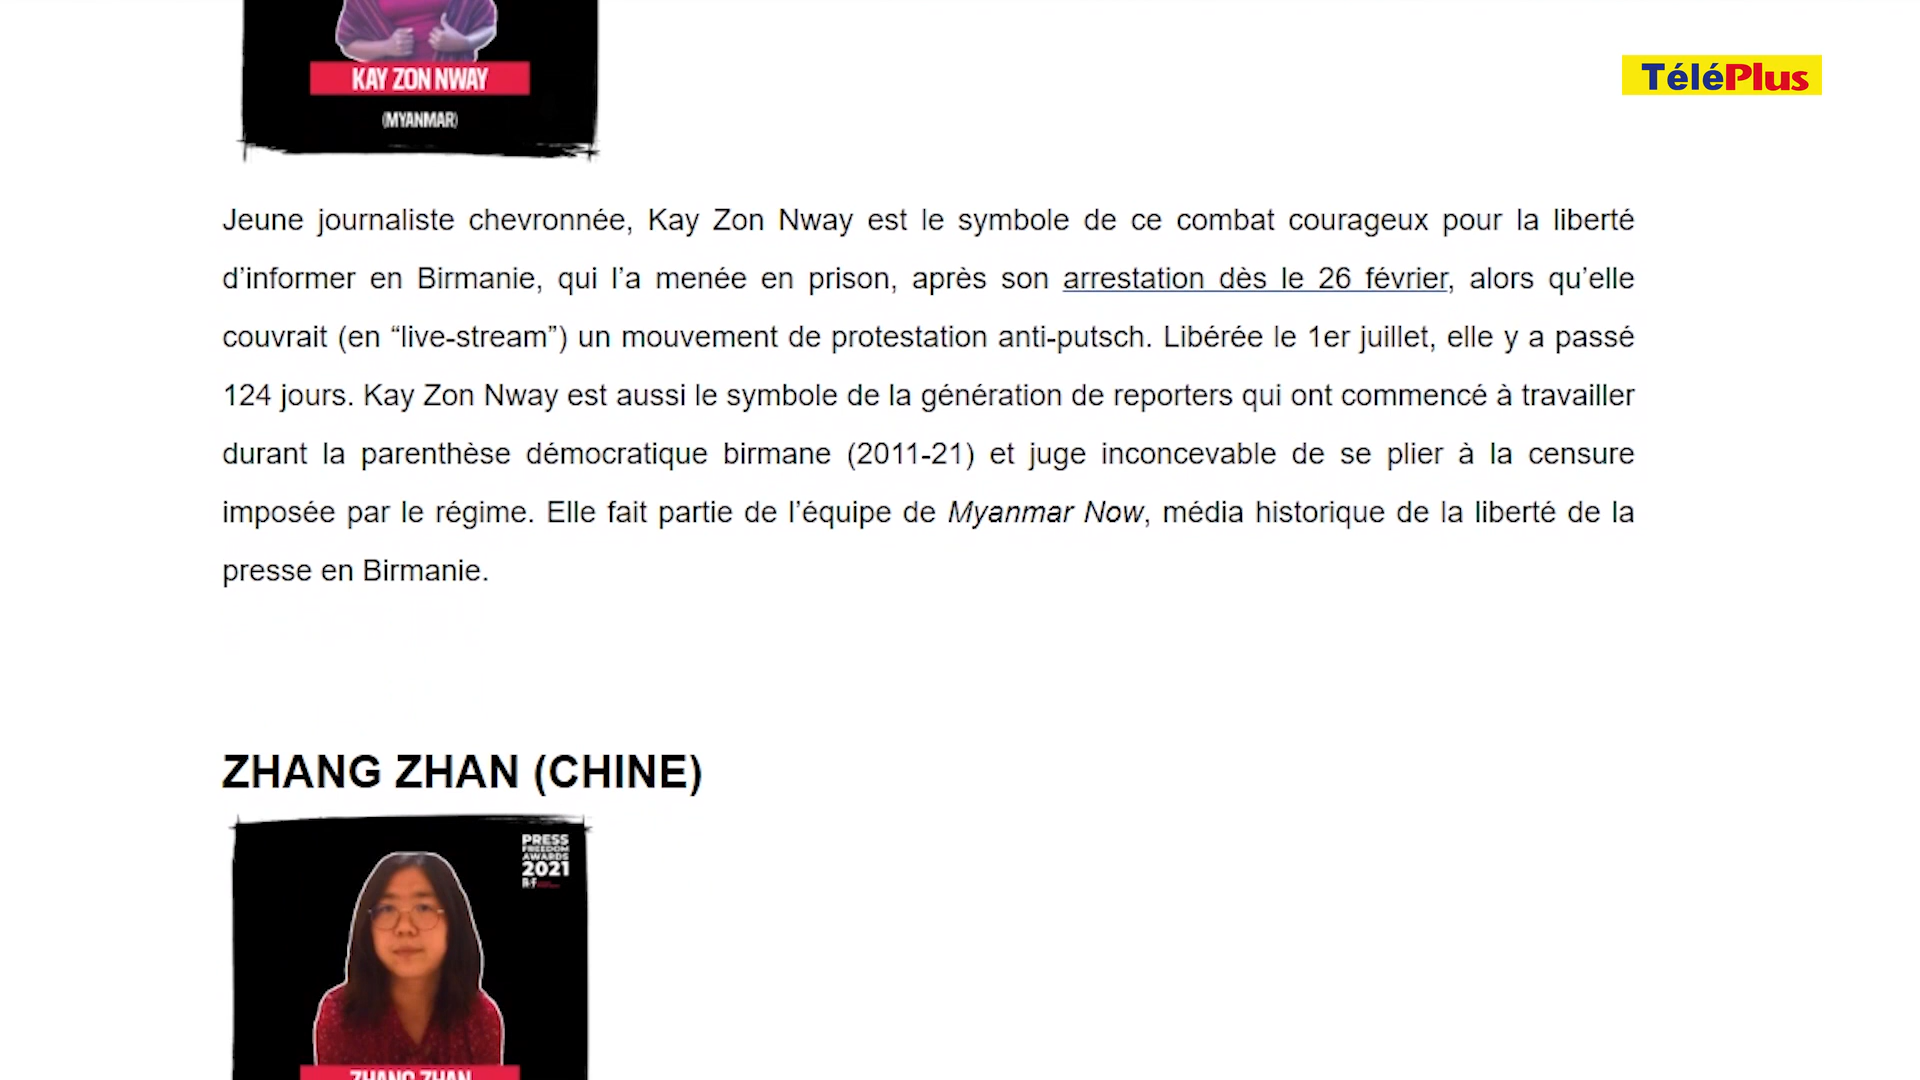 KAY ZON NWAY
(MYANMAR)
TéléPlus
Jeune journaliste chevronnée, Kay Zon Nway est le symbole de ce combat courageux pour la liberté
d’informer en Birmanie, qui l’a menée en prison, après son arrestation dès le 26 février, alors qu’elle
couvrait (en “live-stream”) un mouvement de protestation anti-putsch. Libérée le 1er juillet, elle y a passé
124 jours. Kay Zon Nway est aussi le symbole de la génération de reporters qui ont commencé à travailler
durant la parenthèse démocratique birmane (2011-21) et juge inconcevable de se plier à la censure
imposée par le régime. Elle fait partie de l’équipe de Myanmar Now, média historique de la liberté de la
presse en Birmanie.
ZHANG ZHAN (CHINE)
PRESS
FREEDOM
AWARDS
2021
ZHANG ZHAN